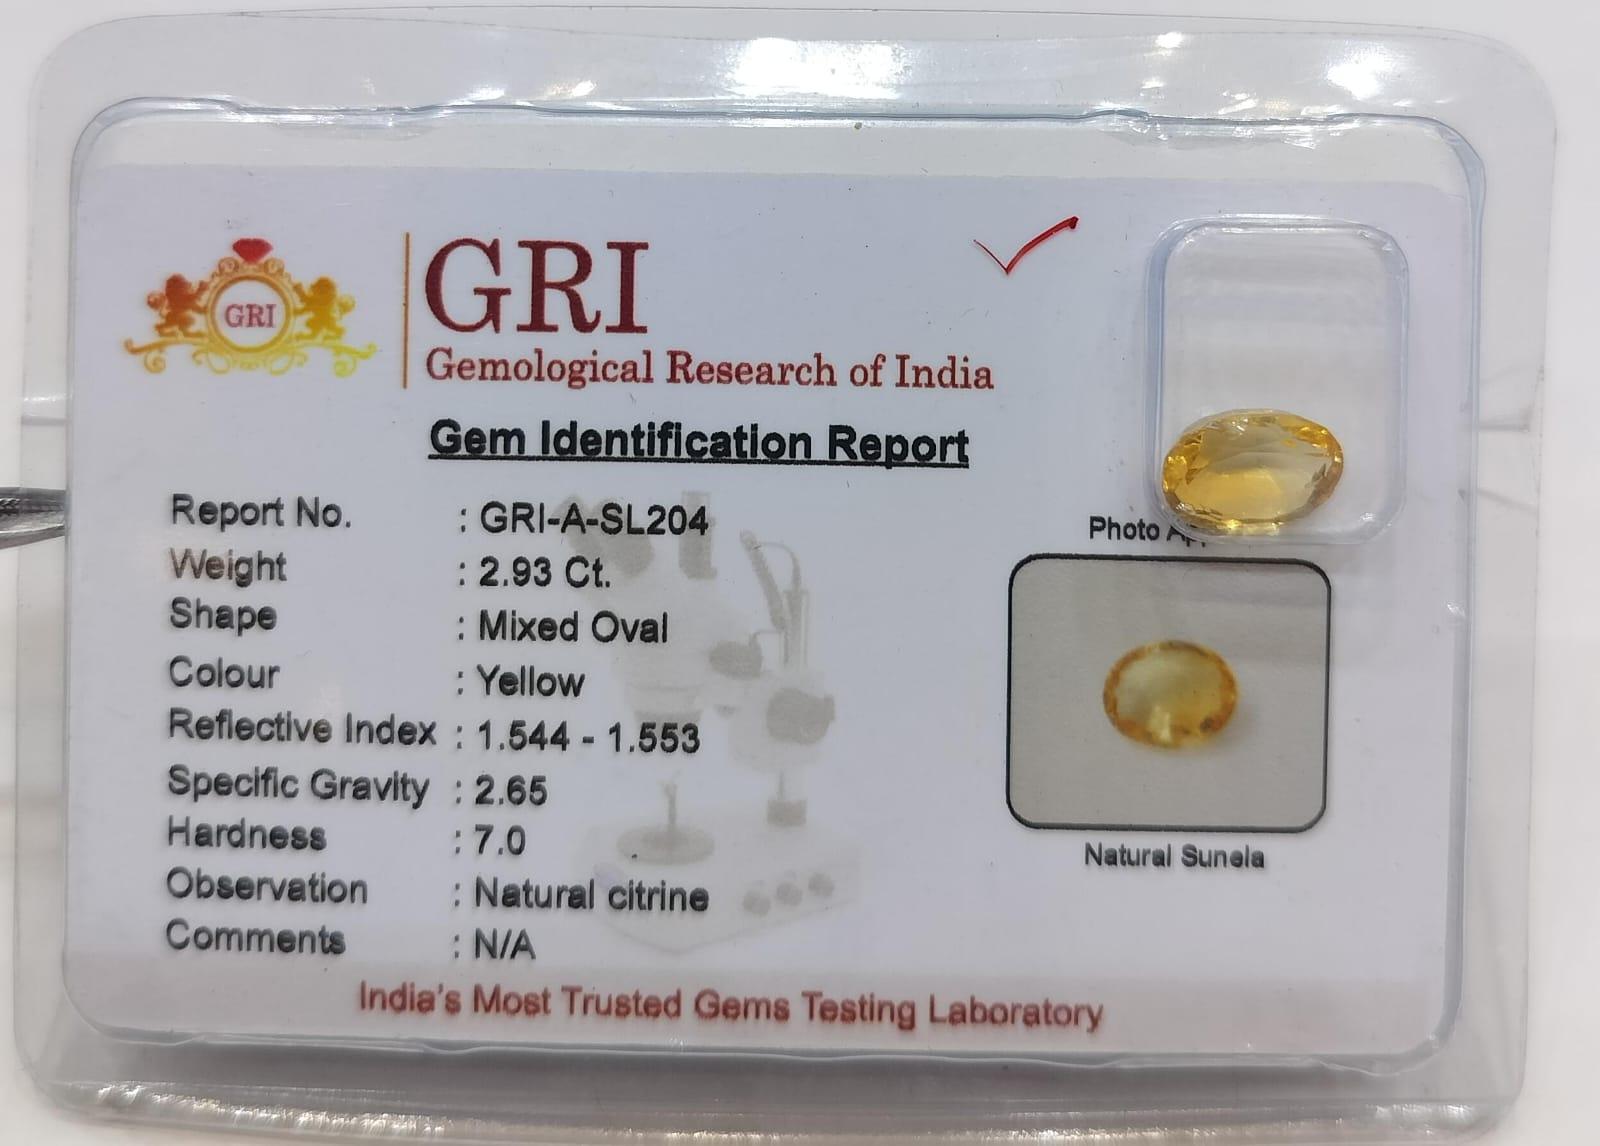 GRI
GRI
Gemological Research of India
Gem Identification Report
Report No. : GRI-A-SL204
Weight : 2.93 Ct.
Shape : Mixed Oval
Colour : Yellow
Reflective Index : 1.544 - 1.553
Specific Gravity : 2.65
Hardness : 7.0
Observation : Natural citrine
Comments : N/A
Photo
Natural Sunela
India's Most Trusted Gems Testing Laboratory